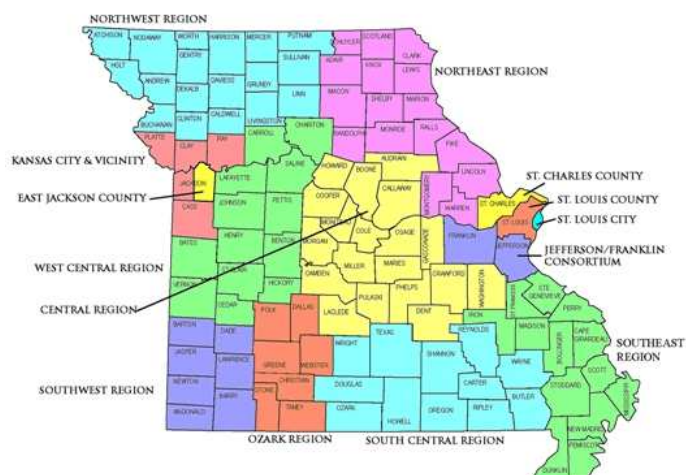 NORTHWEST REGION
ATCHISON
NODAWAY
WORTH
HARRISON
MERCER
PUTNAM
SCHUYLER
SCOTLAND
CLARK
HOLT
GENTRY
SULLIVAN
ADAIR
KNOX
LEWIS
NORTHEAST REGION
ANDREW
DEKALB
DAVIESS
GRUNDY
LINN
MACON
SHELBY
MARION
BUCHANAN
CLINTON
CALDWELL
LIVINGSTON
CHARITON
RANDOLPH
MONROE
RALLS
PIKE
PLATTE
CLAY
RAY
CARROLL
KANSAS CITY & VICINITY
SALINE
HOWARD
BOONE
AUDRAIN
LINCOLN
ST. CHARLES COUNTY
JACKSON
LAFAYETTE
CALLAWAY
MONTGOMERY
WARREN
ST. CHARLES
ST. LOUIS COUNTY
EAST JACKSON COUNTY
COOPER
ST. LOUIS
ST. LOUIS CITY
CASS
JOHNSON
PETTIS
MONITEAU
COLE
OSAGE
GASCONADE
FRANKLIN
JEFFERSON
JEFFERSON/FRANKLIN
CONSORTIUM
BATES
HENRY
BENTON
MORGAN
MILLER
MARIES
WEST CENTRAL REGION
CAMDEN
CRAWFORD
WASHINGTON
ST. FRANCOIS
STE
GENEVIEVE
PERRY
VERNON
HICKORY
PULASKI
PHELPS
CENTRAL REGION
CEDAR
POLK
DALLAS
LACLEDE
DENT
IRON
MADISON
CAPE
GIRARDEAU
BOLLINGER
SOUTHEAST
REGION
BARTON
DADE
TEXAS
REYNOLDS
WAYNE
JASPER
LAWRENCE
GREENE
WEBSTER
WRIGHT
SHANNON
SCOTT
STODDARD
MISSISSIPPI
SOUTHWEST REGION
NEWTON
CHRISTIAN
STONE
DOUGLAS
CARTER
BUTLER
BARRY
MCDONALD
TANEY
OZARK
HOWELL
OREGON
RIPLEY
NEW MADRID
PEMISCOT
DUNKLIN
OZARK REGION
SOUTH CENTRAL REGION